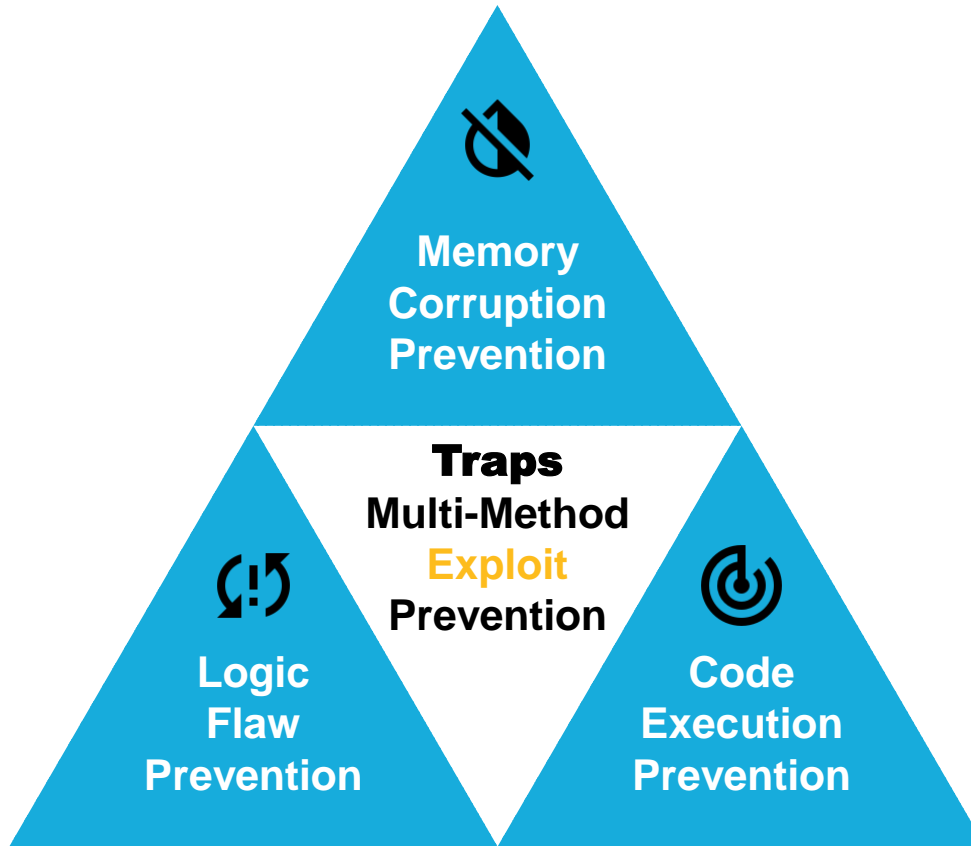 Memory
Corruption
Prevention
Traps
Multi-Method
Exploit
Prevention
Logic
Flaw
Prevention
Code
Execution
Prevention